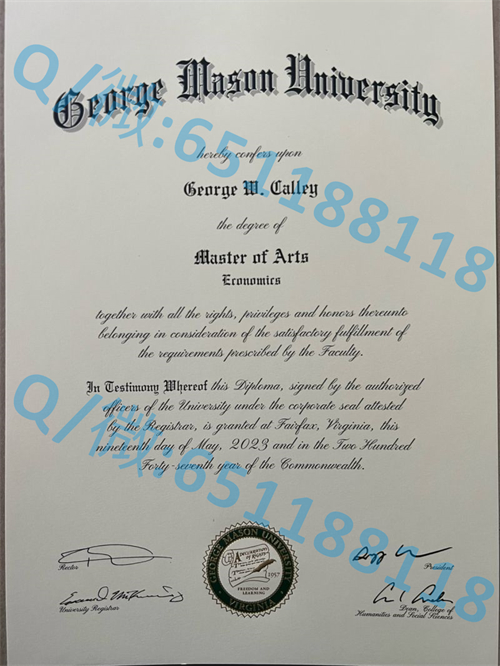 George Mason University
hereby confers upon
George W. Calley
the degree of
Master of Arts
Economics
together with all the rights, privileges and honors thereunto
belonging in consideration of the satisfactory fulfillment of
the requirements prescribed by the Faculty.
In Testimony Whereof this Diploma, signed by the authorized
officers of the University under the corporate seal attested
by the Registrar, is granted at Fairfax, Virginia, this
nineteenth day of May, 2023 and in the Two Hundred
Forty-seventh year of the Commonwealth.
Rector
President
University Registrar
Dean, College of
Humanities and Social Sciences
GEORGE MASON UNIVERSITY
1957
FREEDOM AND
LEARNING
VIRGINIA
Q/微:651188118
Q/微:651188118